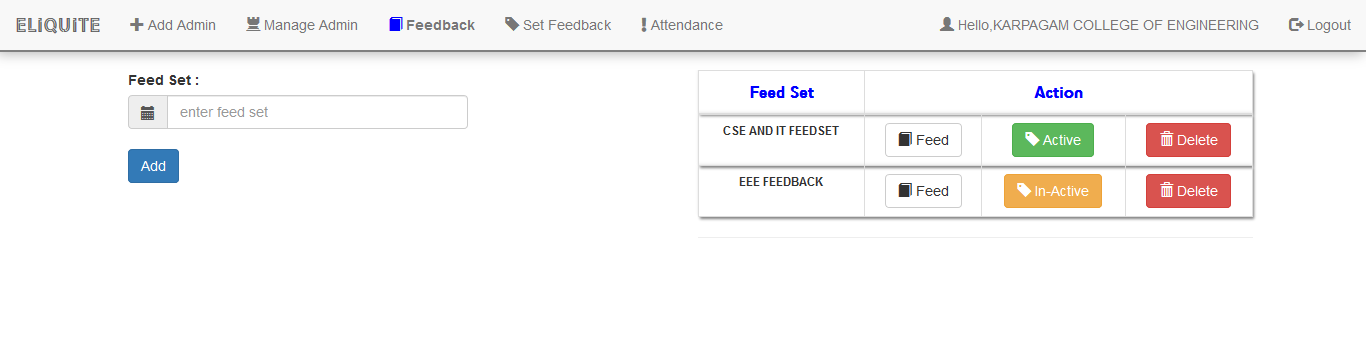 ELiQUiTE Add Admin Manage Admin Feedback Set Feedback Attendance Hello,KARPAGAM COLLEGE OF ENGINEERING Logout
Feed Set :
enter feed set
Add
Feed Set Action
CSE AND IT FEEDSET Feed Active Delete
EEE FEEDBACK Feed In-Active Delete